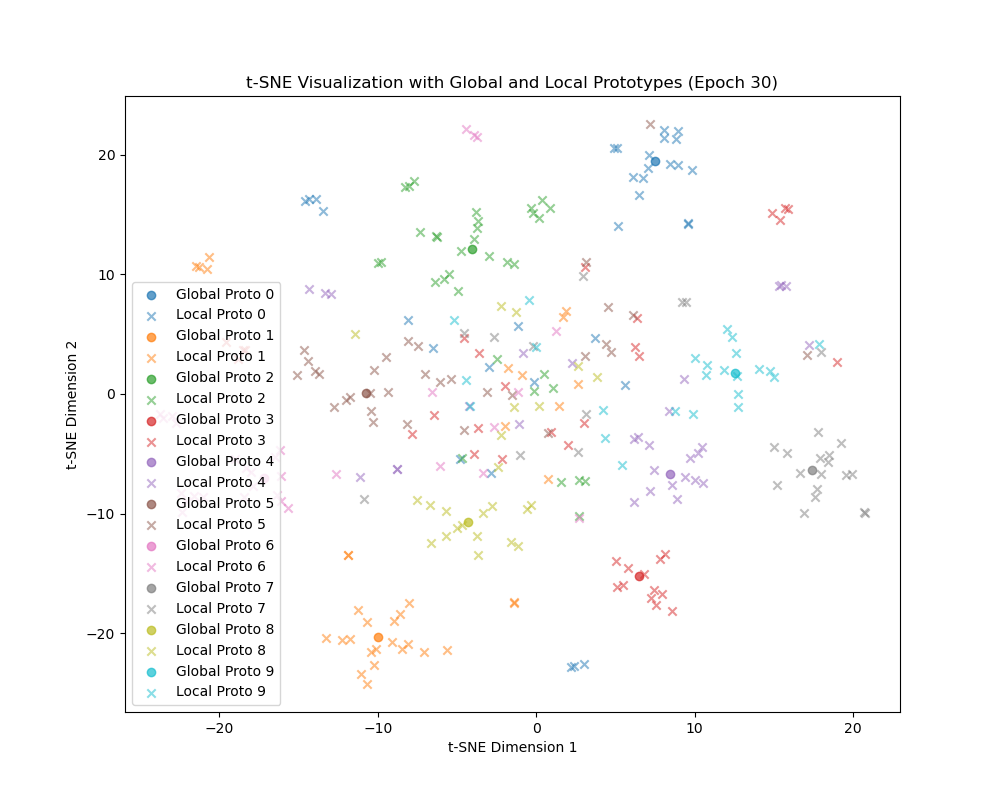 t-SNE Visualization with Global and Local Prototypes (Epoch 30)
t-SNE Dimension 2
20
10
0
−10
−20
Global Proto 0
Local Proto 0
Global Proto 1
Local Proto 1
Global Proto 2
Local Proto 2
Global Proto 3
Local Proto 3
Global Proto 4
Local Proto 4
Global Proto 5
Local Proto 5
Global Proto 6
Local Proto 6
Global Proto 7
Local Proto 7
Global Proto 8
Local Proto 8
Global Proto 9
Local Proto 9
−20 −10 0 10 20
t-SNE Dimension 1